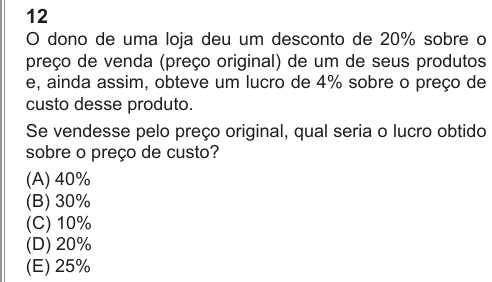 12
O dono de uma loja deu um desconto de 20% sobre o
preço de venda (preço original) de um de seus produtos
e, ainda assim, obteve um lucro de 4% sobre o preço de
custo desse produto.
Se vendesse pelo preço original, qual seria o lucro obtido
sobre o preço de custo?
(A) 40%
(B) 30%
(C) 10%
(D) 20%
(E) 25%